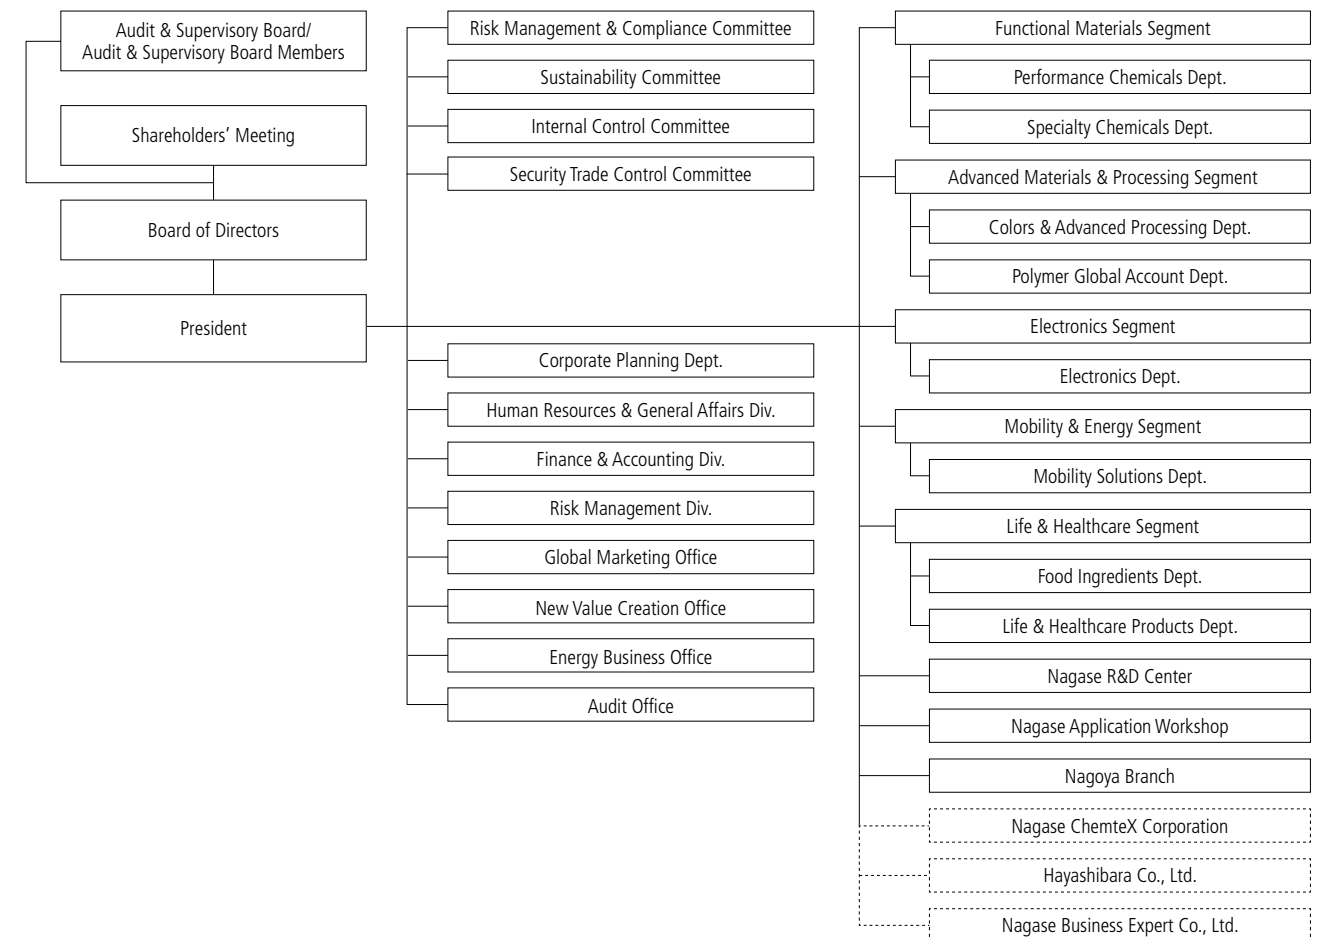 Audit & Supervisory Board/
Audit & Supervisory Board Members
Shareholders' Meeting
Board of Directors
President
Risk Management & Compliance Committee
Sustainability Committee
Internal Control Committee
Security Trade Control Committee
Corporate Planning Dept.
Human Resources & General Affairs Div.
Finance & Accounting Div.
Risk Management Div.
Global Marketing Office
New Value Creation Office
Energy Business Office
Audit Office
Functional Materials Segment
Performance Chemicals Dept.
Specialty Chemicals Dept.
Advanced Materials & Processing Segment
Colors & Advanced Processing Dept.
Polymer Global Account Dept.
Electronics Segment
Electronics Dept.
Mobility & Energy Segment
Mobility Solutions Dept.
Life & Healthcare Segment
Food Ingredients Dept.
Life & Healthcare Products Dept.
Nagase R&D Center
Nagase Application Workshop
Nagoya Branch
Nagase ChemteX Corporation
Hayashibara Co., Ltd.
Nagase Business Expert Co., Ltd.